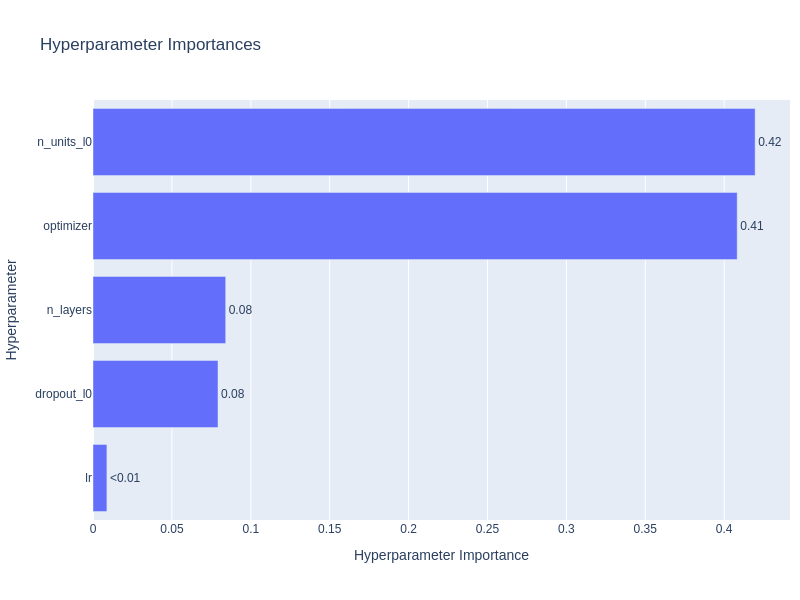 Hyperparameter Importances
n_units_l0
0.42
optimizer
0.41
n_layers
0.08
dropout_l0
0.08
lr
<0.01
0
0.05
0.1
0.15
0.2
0.25
0.3
0.35
0.4
Hyperparameter Importance
Hyperparameter